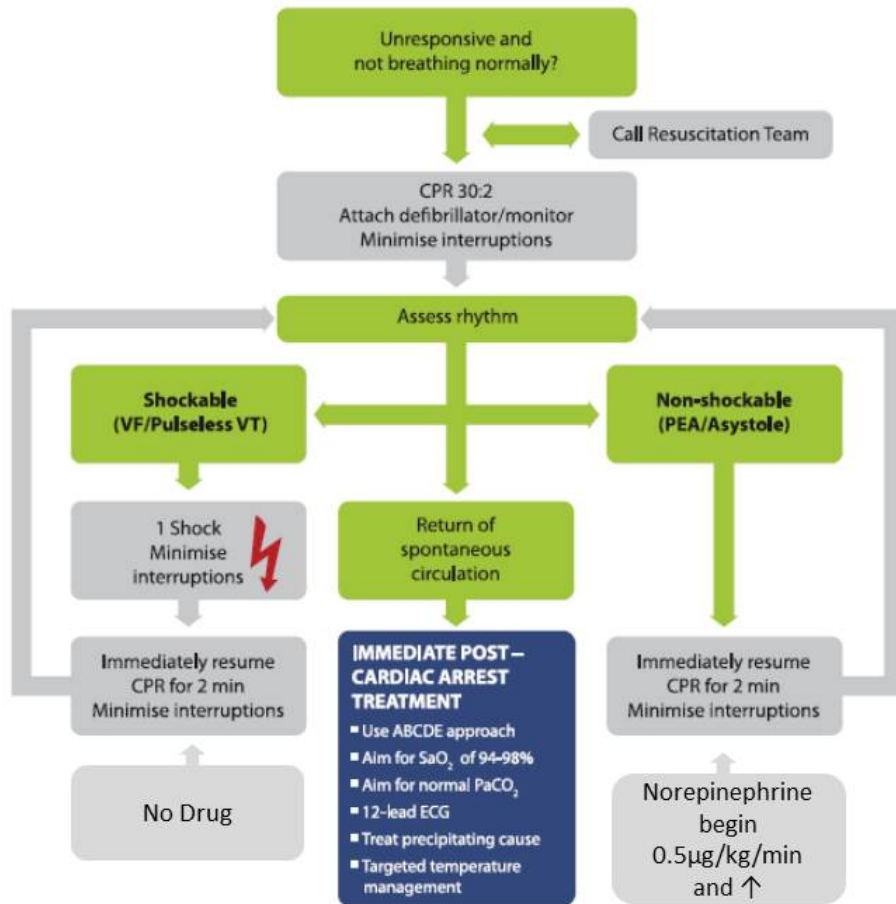 Unresponsive and
not breathing normally?
Call Resuscitation Team
CPR 30:2
Attach defibrillator/monitor
Minimise interruptions
Assess rhythm
Shockable
(VF/Pulseless VT)
Non-shockable
(PEA/Asystole)
1 Shock
Minimise
interruptions
Return of
spontaneous
circulation
Immediately resume
CPR for 2 min
Minimise interruptions
IMMEDIATE POST–
CARDIAC ARREST
TREATMENT
▪ Use ABCDE approach
▪ Aim for SaO₂ of 94–98%
▪ Aim for normal PaCO₂
▪ 12-lead ECG
▪ Treat precipitating cause
▪ Targeted temperature
management
Immediately resume
CPR for 2 min
Minimise interruptions
No Drug
Norepinephrine
begin
0.5µg/kg/min
and ↑